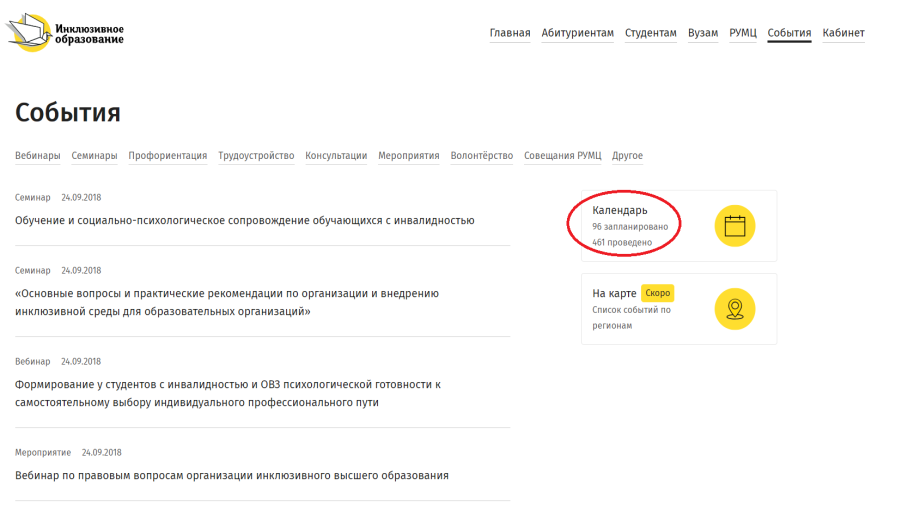 Инклюзивное
образование
Главная Абитуриентам Студентам Вузам РУМЦ События Кабинет
События
Вебинары Семинары Профориентация Трудоустройство Консультации Мероприятия Волонтёрство Совещания РУМЦ Другое
Семинар 24.09.2018
Обучение и социально-психологическое сопровождение обучающихся с инвалидностью
Семинар 24.09.2018
«Основные вопросы и практические рекомендации по организации и внедрению
инклюзивной среды для образовательных организаций»
Вебинар 24.09.2018
Формирование у студентов с инвалидностью и ОВЗ психологической готовности к
самостоятельному выбору индивидуального профессионального пути
Мероприятие 24.09.2018
Вебинар по правовым вопросам организации инклюзивного высшего образования
Календарь
96 запланировано
461 проведено
На карте Скоро
Список событий по
регионам